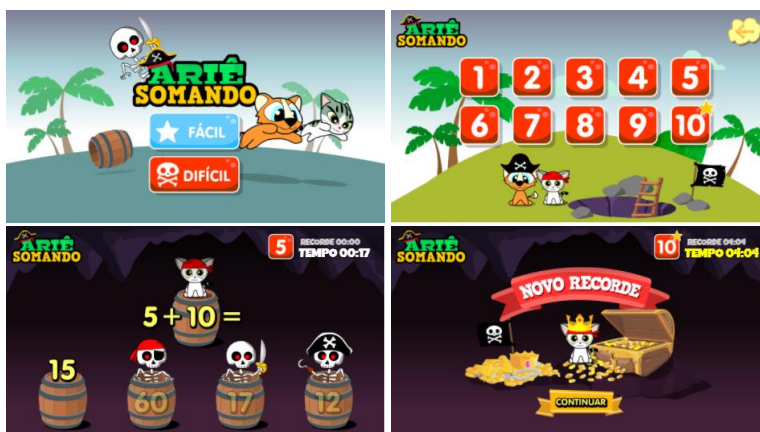 ARIÊ
SOMANDO
FÁCIL
DIFÍCIL
ARIÊ
SOMANDO
1 2 3 4 5
6 7 8 9 10
ARIÊ
SOMANDO
5
RECORDE 00:00
TEMPO 00:17
5 + 10 =
15
60
17
12
ARIÊ
SOMANDO
10
RECORDE 04:04
TEMPO 04:04
NOVO RECORDE
CONTINUAR